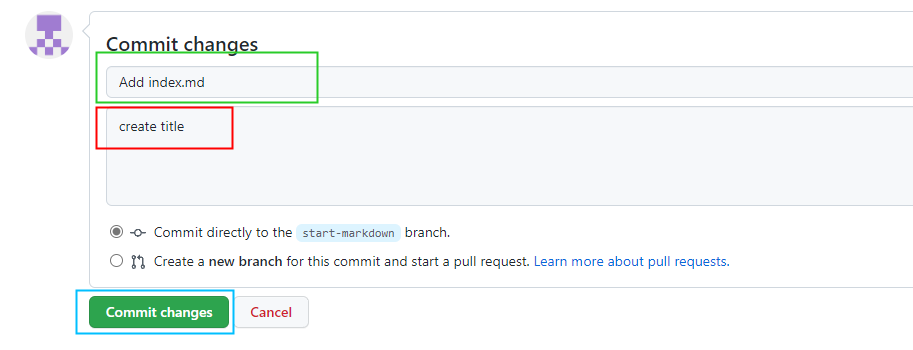 Commit changes
Add index.md
create title
Commit directly to the start-markdown branch.
Create a new branch for this commit and start a pull request. Learn more about pull requests.
Commit changes Cancel